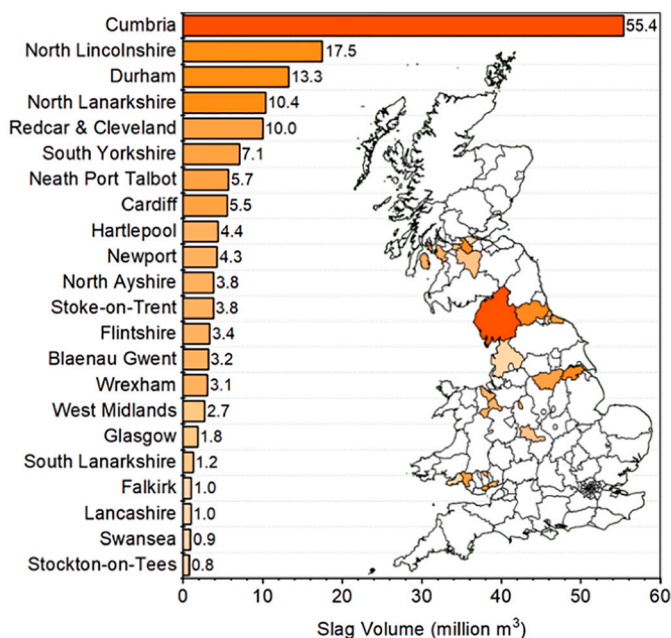 Cumbria 55.4
North Lincolnshire 17.5
Durham 13.3
North Lanarkshire 10.4
Redcar & Cleveland 10.0
South Yorkshire 7.1
Neath Port Talbot 5.7
Cardiff 5.5
Hartlepool 4.4
Newport 4.3
North Ayshire 3.8
Stoke-on-Trent 3.8
Flintshire 3.4
Blaenau Gwent 3.2
Wrexham 3.1
West Midlands 2.7
Glasgow 1.8
South Lanarkshire 1.2
Falkirk 1.0
Lancashire 1.0
Swansea 0.9
Stockton-on-Tees 0.8
0 10 20 30 40 50 60
Slag Volume (million m³)